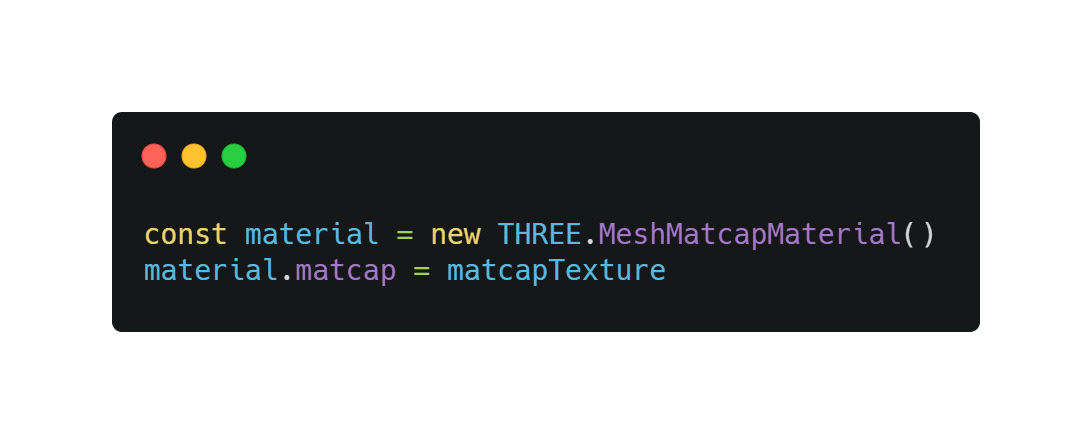 const material = new THREE.MeshMatcapMaterial()
material.matcap = matcapTexture